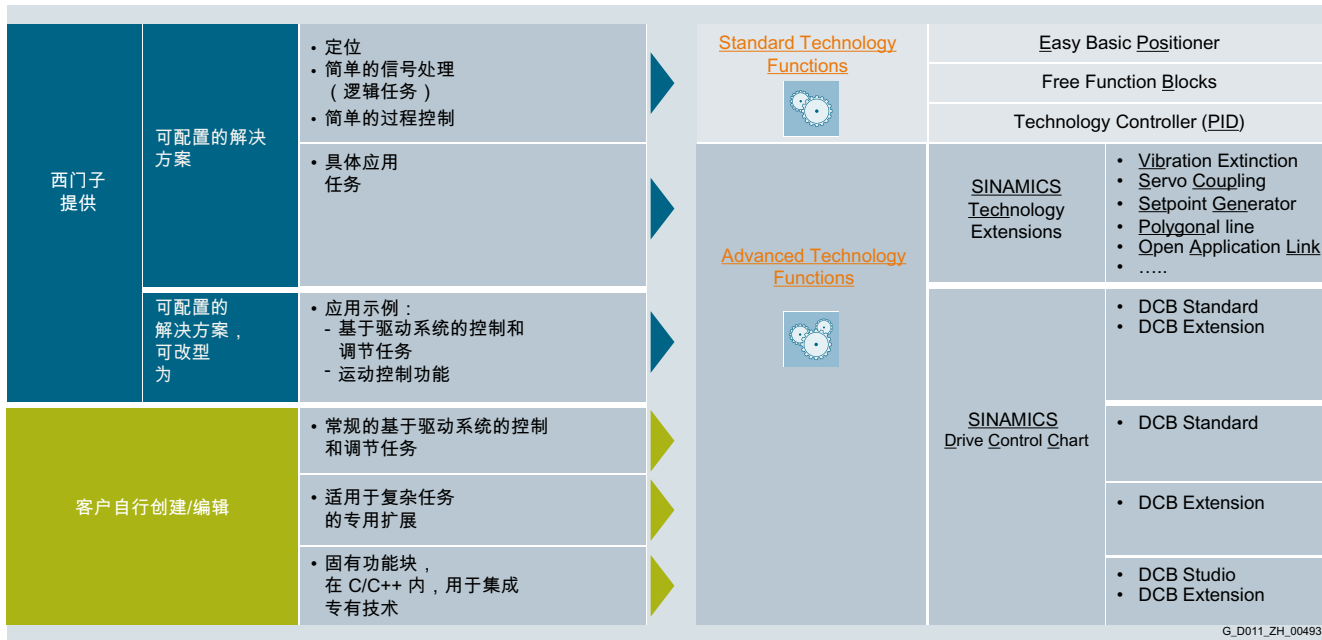 西门子
提供
可配置的解决
方案
• 定位
• 简单的信号处理
（逻辑任务）
• 简单的过程控制
• 具体应用
任务
可配置的
解决方案，
可改型
为
• 应用示例：
- 基于驱动系统的控制和
调节任务
- 运动控制功能
客户自行创建/编辑
• 常规的基于驱动系统的控制
和调节任务
• 适用于复杂任务
的专用扩展
• 固有功能块，
在 C/C++ 内，用于集成
专有技术
Standard Technology
Functions
Easy Basic Positioner
Free Function Blocks
Technology Controller (PID)
Advanced Technology
Functions
SINAMICS
Technology
Extensions
• Vibration Extinction
• Servo Coupling
• Setpoint Generator
• Polygonal line
• Open Application Link
• …..
SINAMICS
Drive Control Chart
• DCB Standard
• DCB Extension
• DCB Standard
• DCB Extension
• DCB Studio
• DCB Extension
G_D011_ZH_00493